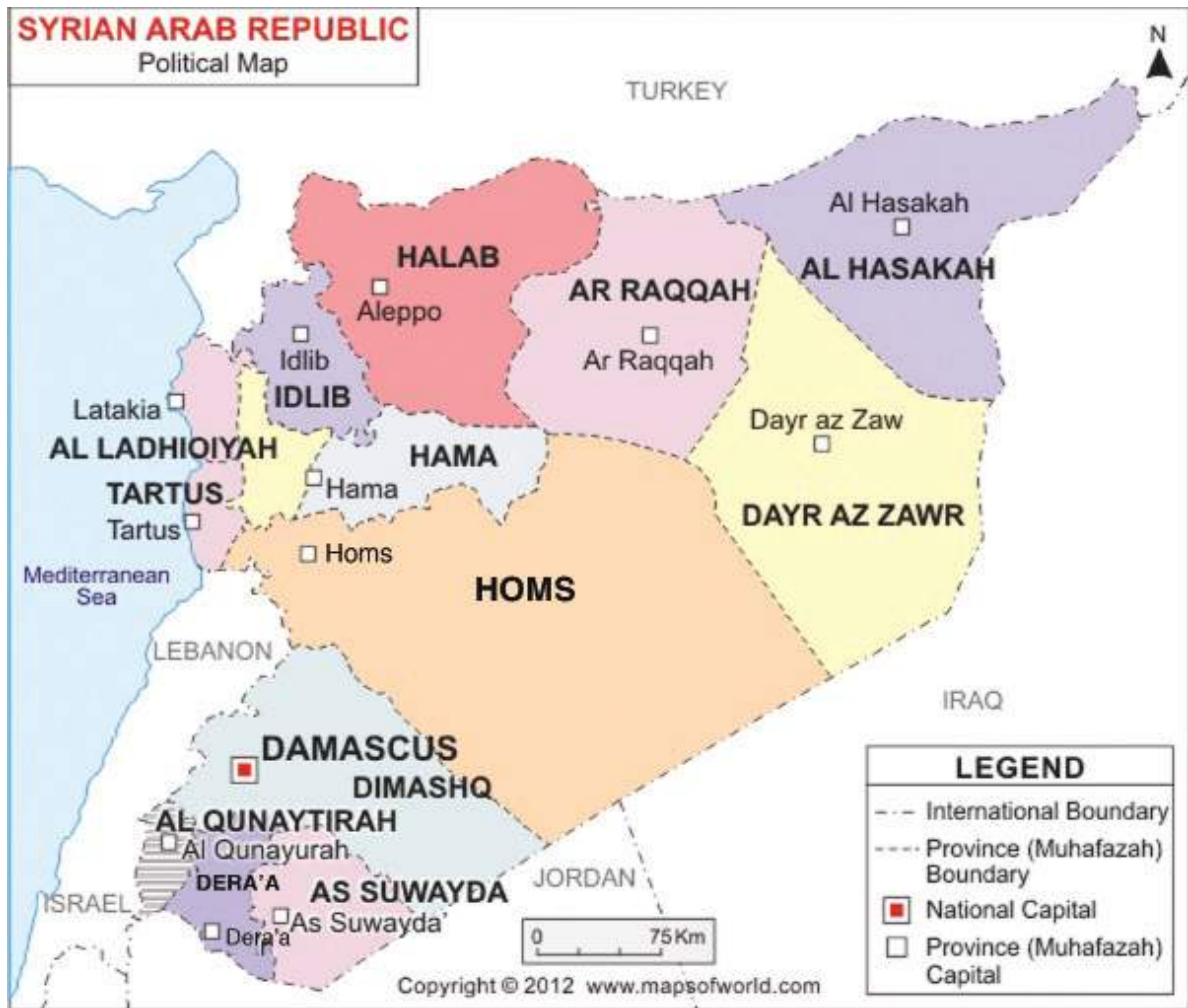 SYRIAN ARAB REPUBLIC
Political Map
N
TURKEY
Al Hasakah
AL HASAKAH
HALAB
Aleppo
AR RAQQAH
Ar Raqqah
Idlib
IDLIB
Latakia
AL LADHIOIYAH
Dayr az Zaw
HAMA
Hama
TARTUS
Tartus
DAYR AZ ZAWR
Homs
HOMS
Mediterranean
Sea
LEBANON
IRAQ
DAMASCUS
DIMASHQ
AL QUNAYTIRAH
Al Qunayurah
DERA'A
AS SUWAYDA
JORDAN
ISRAEL
As Suwayda'
Dera'a
LEGEND
International Boundary
Province (Muhafazah)
Boundary
National Capital
Province (Muhafazah)
Capital
0 75 Km
Copyright © 2012 www.mapsofworld.com